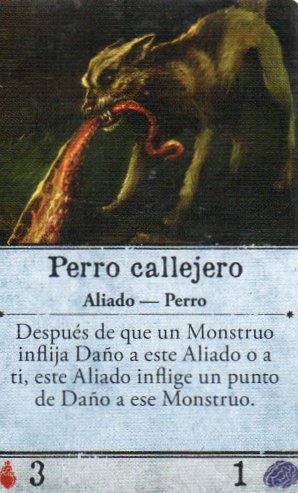 Perro callejero
Aliado — Perro
Después de que un Monstruo
inflija Daño a este Aliado o a
ti, este Aliado inflige un punto
de Daño a ese Monstruo.
3 1